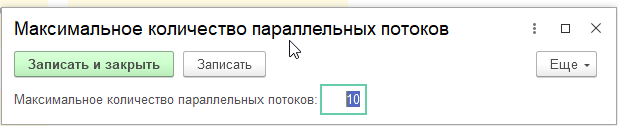 Максимальное количество параллельных потоков
Записать и закрыть Записать Еще
Максимальное количество параллельных потоков: 10